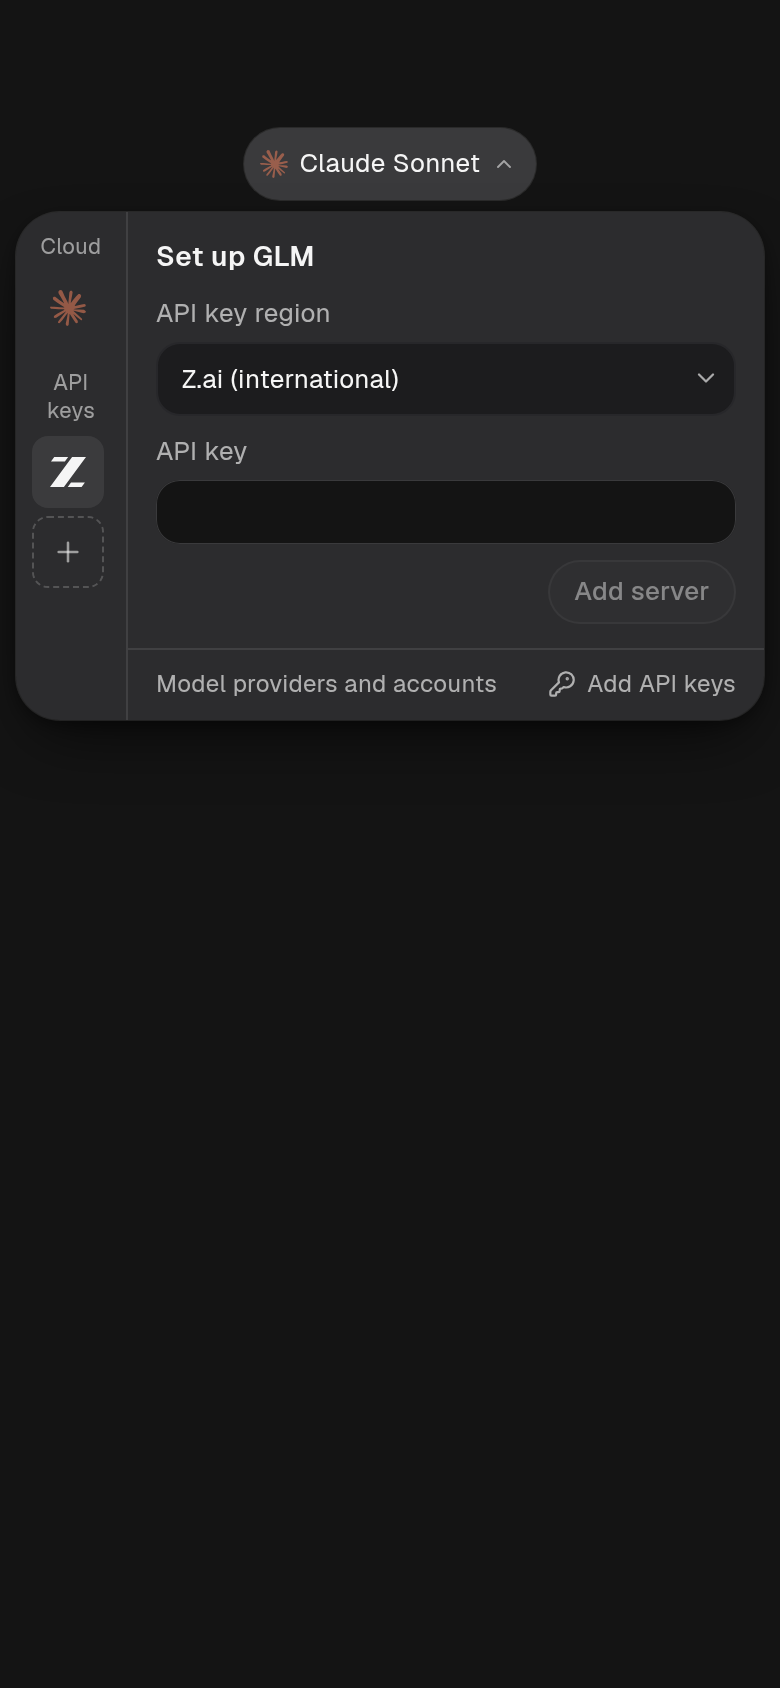 Claude Sonnet
Cloud
API
keys
Set up GLM
API key region
Z.ai (international)
API key
Add server
Model providers and accounts
Add API keys